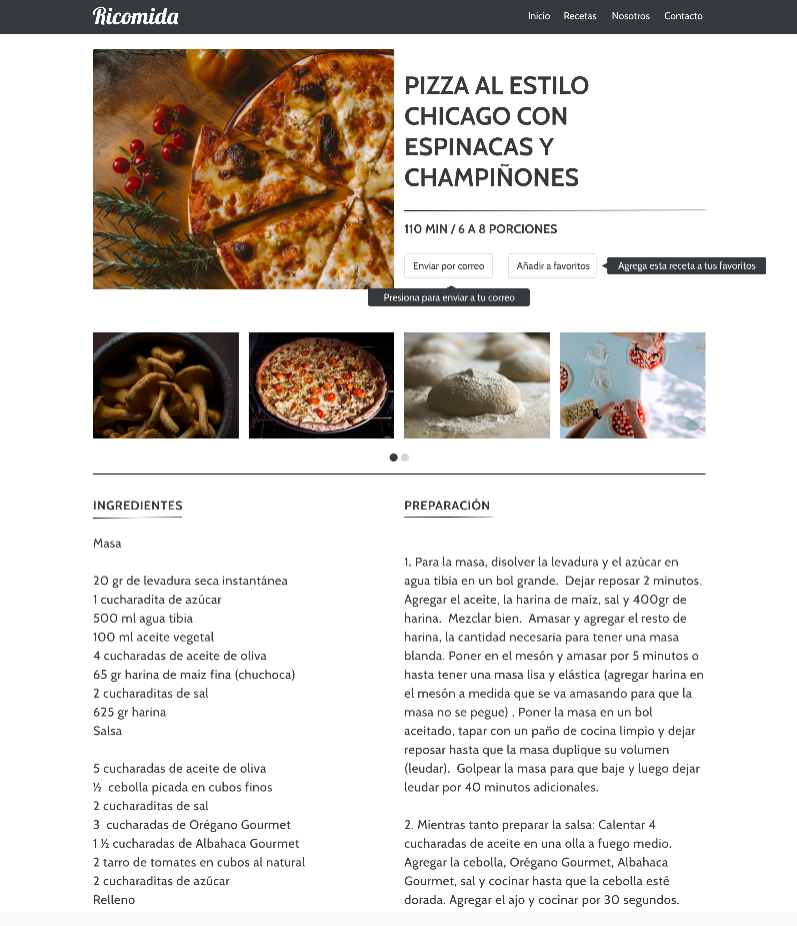 Ricomida
Inicio Recetas Nosotros Contacto
PIZZA AL ESTILO
CHICAGO CON
ESPINACAS Y
CHAMPIÑONES
110 MIN / 6 A 8 PORCIONES
Enviar por correo
Añadir a favoritos
Agrega esta receta a tus favoritos
Presiona para enviar a tu correo
INGREDIENTES
Masa
20 gr de levadura seca instantánea
1 cucharadita de azúcar
500 ml agua tibia
100 ml aceite vegetal
4 cucharadas de aceite de oliva
65 gr harina de maíz fina (chuchoca)
2 cucharaditas de sal
625 gr harina
Salsa
5 cucharadas de aceite de oliva
½ cebolla picada en cubos finos
2 cucharaditas de sal
3 cucharadas de Orégano Gourmet
1 ½ cucharadas de Albahaca Gourmet
2 tarro de tomates en cubos al natural
2 cucharadas de azúcar
Relleno
PREPARACIÓN
1. Para la masa, disolver la levadura y el azúcar en
agua tibia en un bol grande. Dejar reposar 2 minutos.
Agregar el aceite, la harina de maíz, sal y 400gr de
harina. Mezclar bien. Amasar y agregar el resto de
harina, la cantidad necesaria para tener una masa
blanda. Poner en el mesón y amasar por 5 minutos o
hasta tener una masa lisa y elástica (agregar harina en
el mesón a medida que se va amasando para que la
masa no se pegue) . Poner la masa en un bol
aceitado, tapar con un paño de cocina limpio y dejar
reposar hasta que la masa duplique su volumen
(leudar). Golpear la masa para que baje y luego dejar
leudar por 40 minutos adicionales.
2. Mientras tanto preparar la salsa: Calentar 4
cucharadas de aceite en una olla a fuego medio.
Agregar la cebolla, Orégano Gourmet, Albahaca
Gourmet, sal y cocinar hasta que la cebolla esté
dorada. Agregar el ajo y cocinar por 30 segundos.